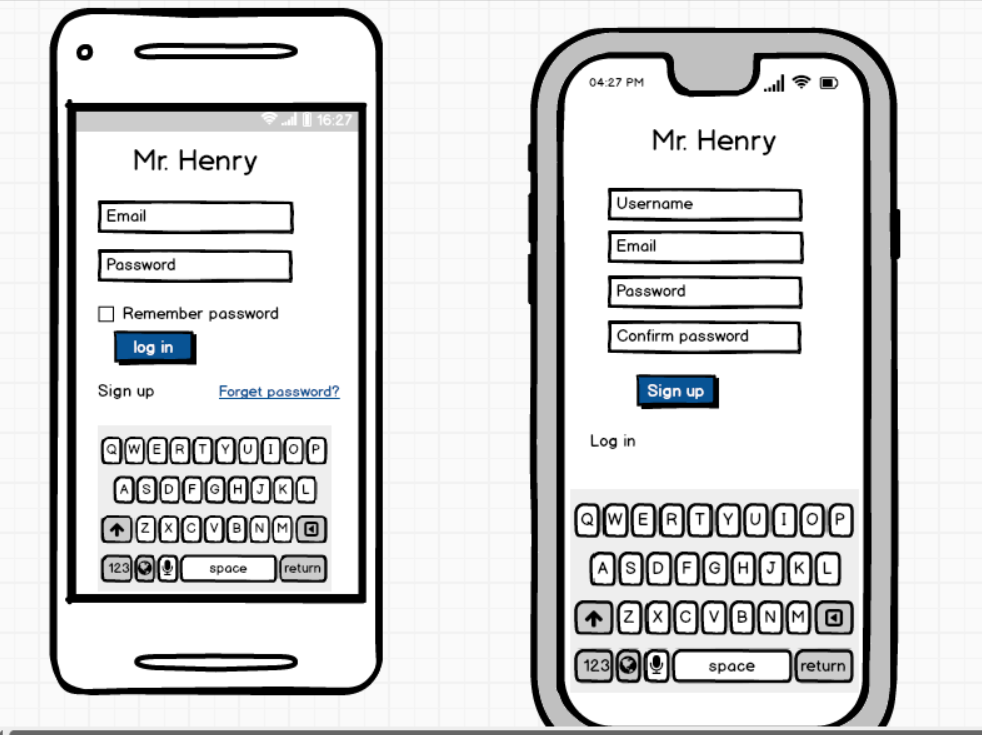 16:27
Mr. Henry
Email
Password
Remember password
log in
Sign up Forget password?
Q W E R T Y U I O P
A S D F G H J K L
Z X C V B N M
123 space return
04:27 PM
Mr. Henry
Username
Email
Password
Confirm password
Sign up
Log in
Q W E R T Y U I O P
A S D F G H J K L
Z X C V B N M
123 space return